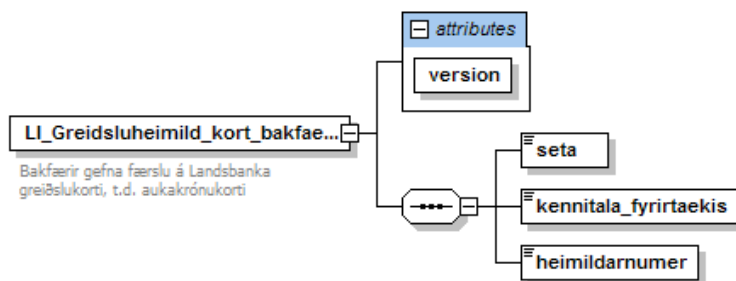 attributes
version
LI_Greidsluheimild_kort_bakfae...
Bakfærir gefna færslu á Landsbanka
greiðslukorti, t.d. aukakrónukorti
seta
kennitala_fyrirtaekis
heimildarnumer